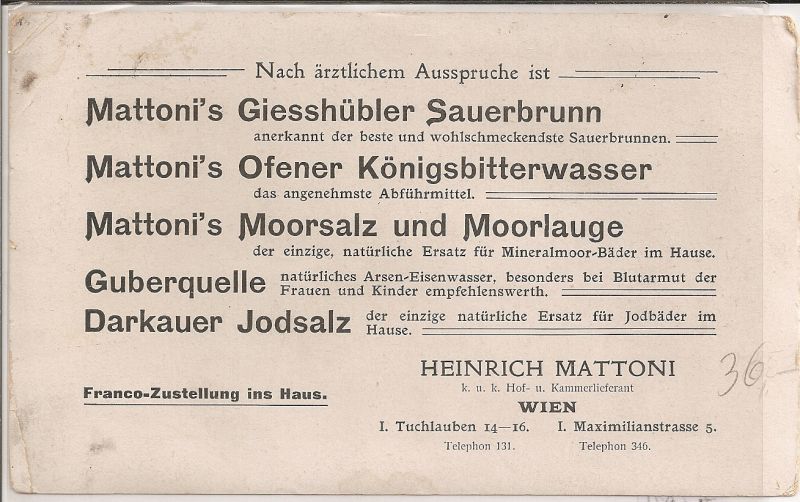 Nach ärztlichem Ausspruche ist
Mattoni's Giesshübler Sauerbrunn
anerkannt der beste und wohlschmeckendste Sauerbrunnen.
Mattoni's Ofener Königsbitterwasser
das angenehmste Abführmittel.
Mattoni's Moorsalz und Moorlauge
der einzige, natürliche Ersatz für Mineralmoor-Bäder im Hause.
Guberquelle natürliches Arsen-Eisenwasser, besonders bei Blutarmut der
Frauen und Kinder empfehlenswerth.
Darkauer Jodsalz der einzige natürliche Ersatz für Jodbäder im
Hause.
Franco-Zustellung ins Haus.
HEINRICH MATTONI
k. u. k. Hof- u. Kammerlieferant
WIEN
I. Tuchlauben 14–16. I. Maximilianstrasse 5.
Telephon 131. Telephon 346.
36,–